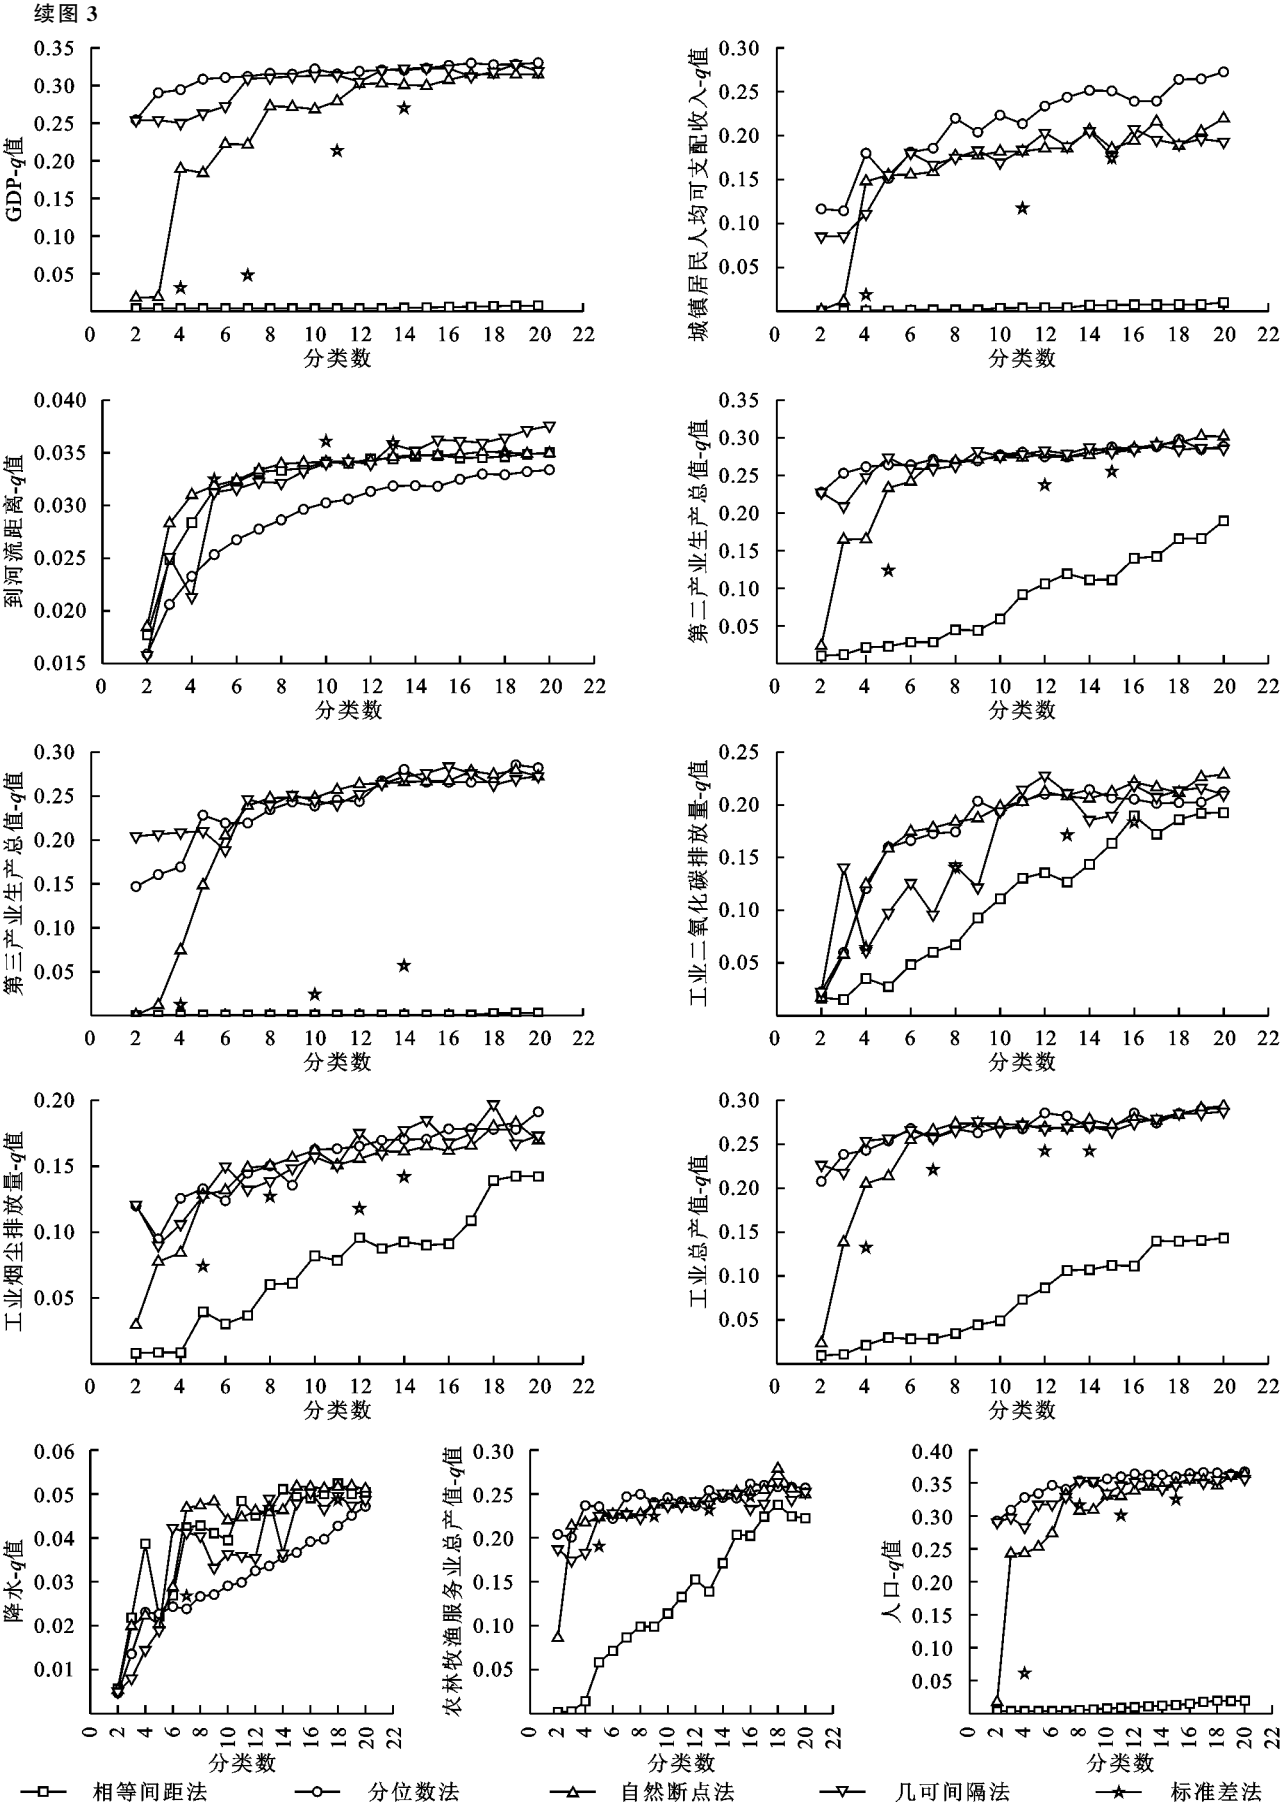 续图 3
0.35
0.30
0.25
0.20
0.15
0.10
0.05
GDP-q值
0 2 4 6 8 10 12 14 16 18 20 22
分类数
0.30
0.25
0.20
0.15
0.10
0.05
城镇居民人均可支配收入-q值
0 2 4 6 8 10 12 14 16 18 20 22
分类数
0.040
0.035
0.030
0.025
0.020
0.015
到河流距离-q值
0 2 4 6 8 10 12 14 16 18 20 22
分类数
0.35
0.30
0.25
0.20
0.15
0.10
0.05
第二产业生产总值-q值
0 2 4 6 8 10 12 14 16 18 20 22
分类数
0.30
0.25
0.20
0.15
0.10
0.05
第三产业生产总值-q值
0 2 4 6 8 10 12 14 16 18 20 22
分类数
0.25
0.20
0.15
0.10
0.05
工业二氧化碳排放量-q值
0 2 4 6 8 10 12 14 16 18 20 22
分类数
0.20
0.15
0.10
0.05
工业烟尘排放量-q值
0 2 4 6 8 10 12 14 16 18 20 22
分类数
0.30
0.25
0.20
0.15
0.10
0.05
工业总产值-q值
0 2 4 6 8 10 12 14 16 18 20 22
分类数
0.06
0.05
0.04
0.03
0.02
0.01
降水-q值
0 2 4 6 8 10 12 14 16 18 20 22
分类数
0.30
0.25
0.20
0.15
0.10
0.05
农林牧渔服务业总产值-q值
0 2 4 6 8 10 12 14 16 18 20 22
分类数
0.40
0.35
0.30
0.25
0.20
0.15
0.10
0.05
人口-q值
0 2 4 6 8 10 12 14 16 18 20 22
分类数
相等间距法 分位数法 自然断点法 几可间隔法 标准差法